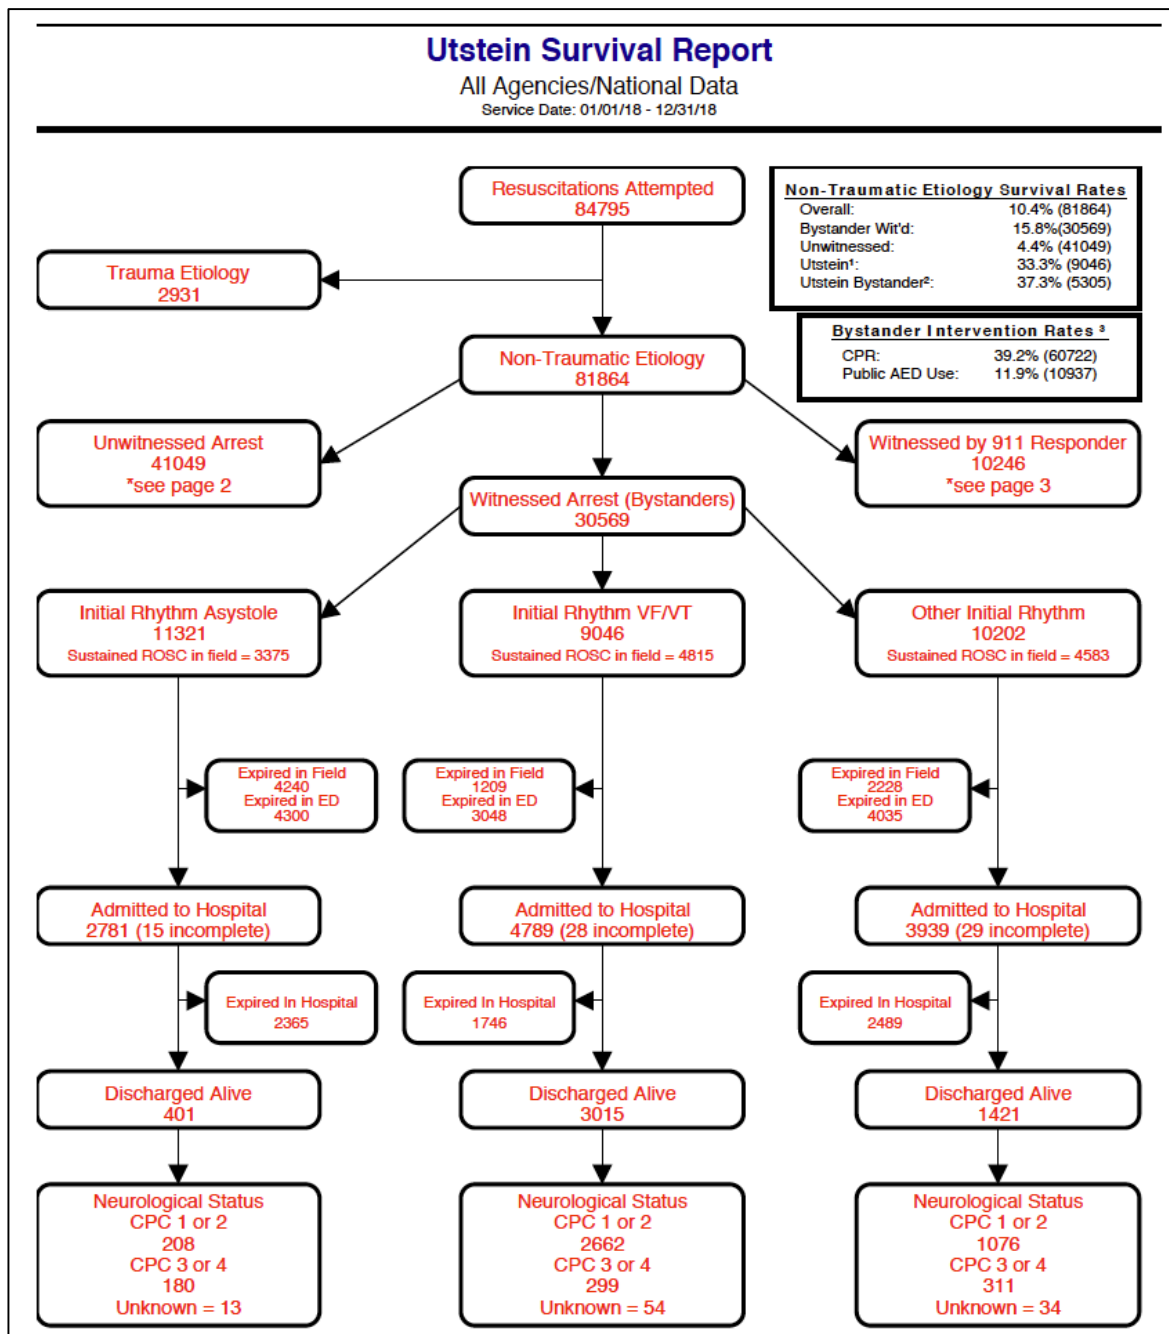 Utstein Survival Report
All Agencies/National Data
Service Date: 01/01/18 - 12/31/18
Resuscitations Attempted
84795
Non-Traumatic Etiology Survival Rates
Overall: 10.4% (81864)
Bystander Wit'd: 15.8%(30569)
Unwitnessed: 4.4% (41049)
Utstein¹: 33.3% (9046)
Utstein Bystander²: 37.3% (5305)
Bystander Intervention Rates ³
CPR: 39.2% (60722)
Public AED Use: 11.9% (10937)
Trauma Etiology
2931
Non-Traumatic Etiology
81864
Unwitnessed Arrest
41049
*see page 2
Witnessed by 911 Responder
10246
*see page 3
Witnessed Arrest (Bystanders)
30569
Initial Rhythm Asystole
11321
Sustained ROSC in field = 3375
Initial Rhythm VF/VT
9046
Sustained ROSC in field = 4815
Other Initial Rhythm
10202
Sustained ROSC in field = 4583
Expired in Field
4240
Expired in ED
4300
Expired in Field
1209
Expired in ED
3048
Expired in Field
2228
Expired in ED
4035
Admitted to Hospital
2781 (15 incomplete)
Admitted to Hospital
4789 (28 incomplete)
Admitted to Hospital
3939 (29 incomplete)
Expired In Hospital
2365
Expired In Hospital
1746
Expired In Hospital
2489
Discharged Alive
401
Discharged Alive
3015
Discharged Alive
1421
Neurological Status
CPC 1 or 2
208
CPC 3 or 4
180
Unknown = 13
Neurological Status
CPC 1 or 2
2662
CPC 3 or 4
299
Unknown = 54
Neurological Status
CPC 1 or 2
1076
CPC 3 or 4
311
Unknown = 34